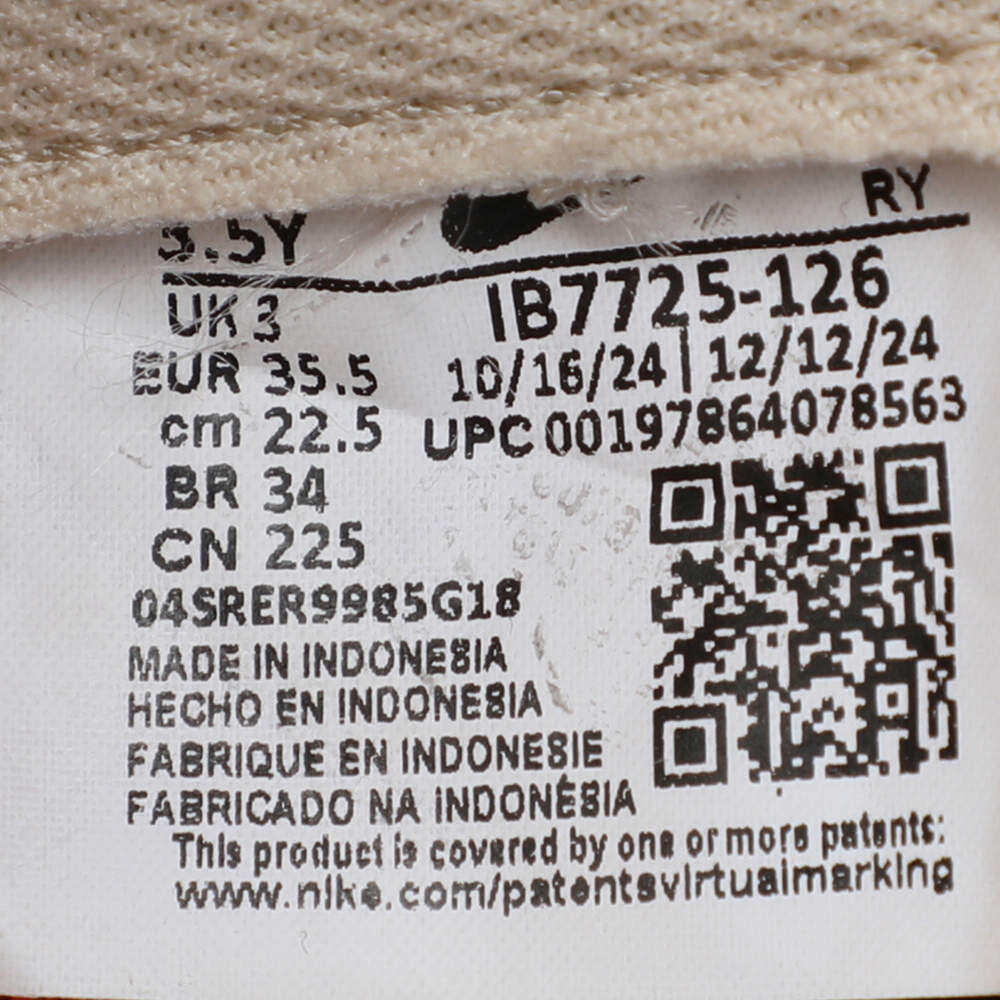 RY
3.5Y
IB7725-126
UK 3
10/16/24 | 12/12/24
EUR 35.5
UPC 00197864078563
cm 22.5
BR 34
CN 225
04SRER9985G18
MADE IN INDONESIA
HECHO EN INDONESIA
FABRIQUE EN INDONESIE
FABRICADO NA INDONÉSIA
This product is covered by one or more patents:
www.nike.com/patentsvirtualmarking